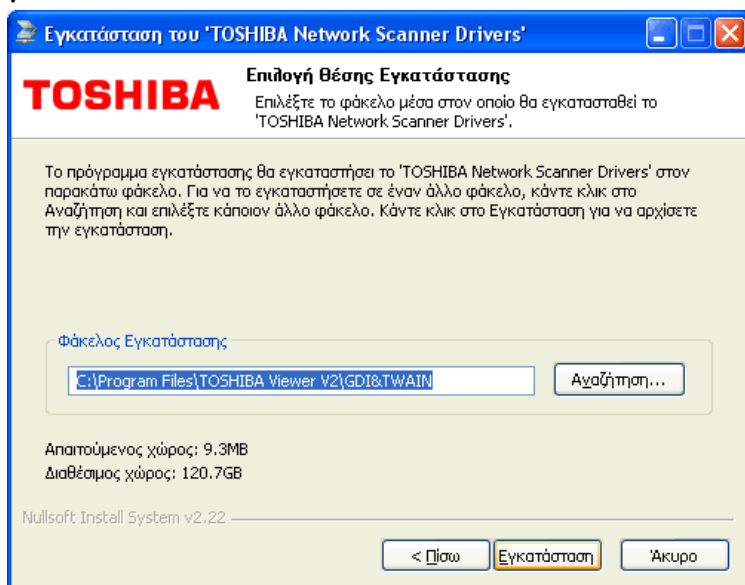 Εγκατάσταση του 'TOSHIBA Network Scanner Drivers'
TOSHIBA
Επιλογή Θέσης Εγκατάστασης
Επιλέξτε το φάκελο μέσα στον οποίο θα εγκατασταθεί το
'TOSHIBA Network Scanner Drivers'.
Το πρόγραμμα εγκατάστασης θα εγκαταστήσει το 'TOSHIBA Network Scanner Drivers' στον
παρακάτω φάκελο. Για να το εγκαταστήσετε σε έναν άλλο φάκελο, κάντε κλικ στο
Αναζήτηση και επιλέξτε κάποιον άλλο φάκελο. Κάντε κλικ στο Εγκατάσταση για να αρχίσετε
την εγκατάσταση.
Φάκελος Εγκατάστασης
C:\Program Files\TOSHIBA Viewer V2\GDI&TWAIN
Αναζήτηση...
Απαιτούμενος χώρος: 9.3MB
Διαθέσιμος χώρος: 120.7GB
Nullsoft Install System v2.22
< Πίσω
Εγκατάσταση
Άκυρο